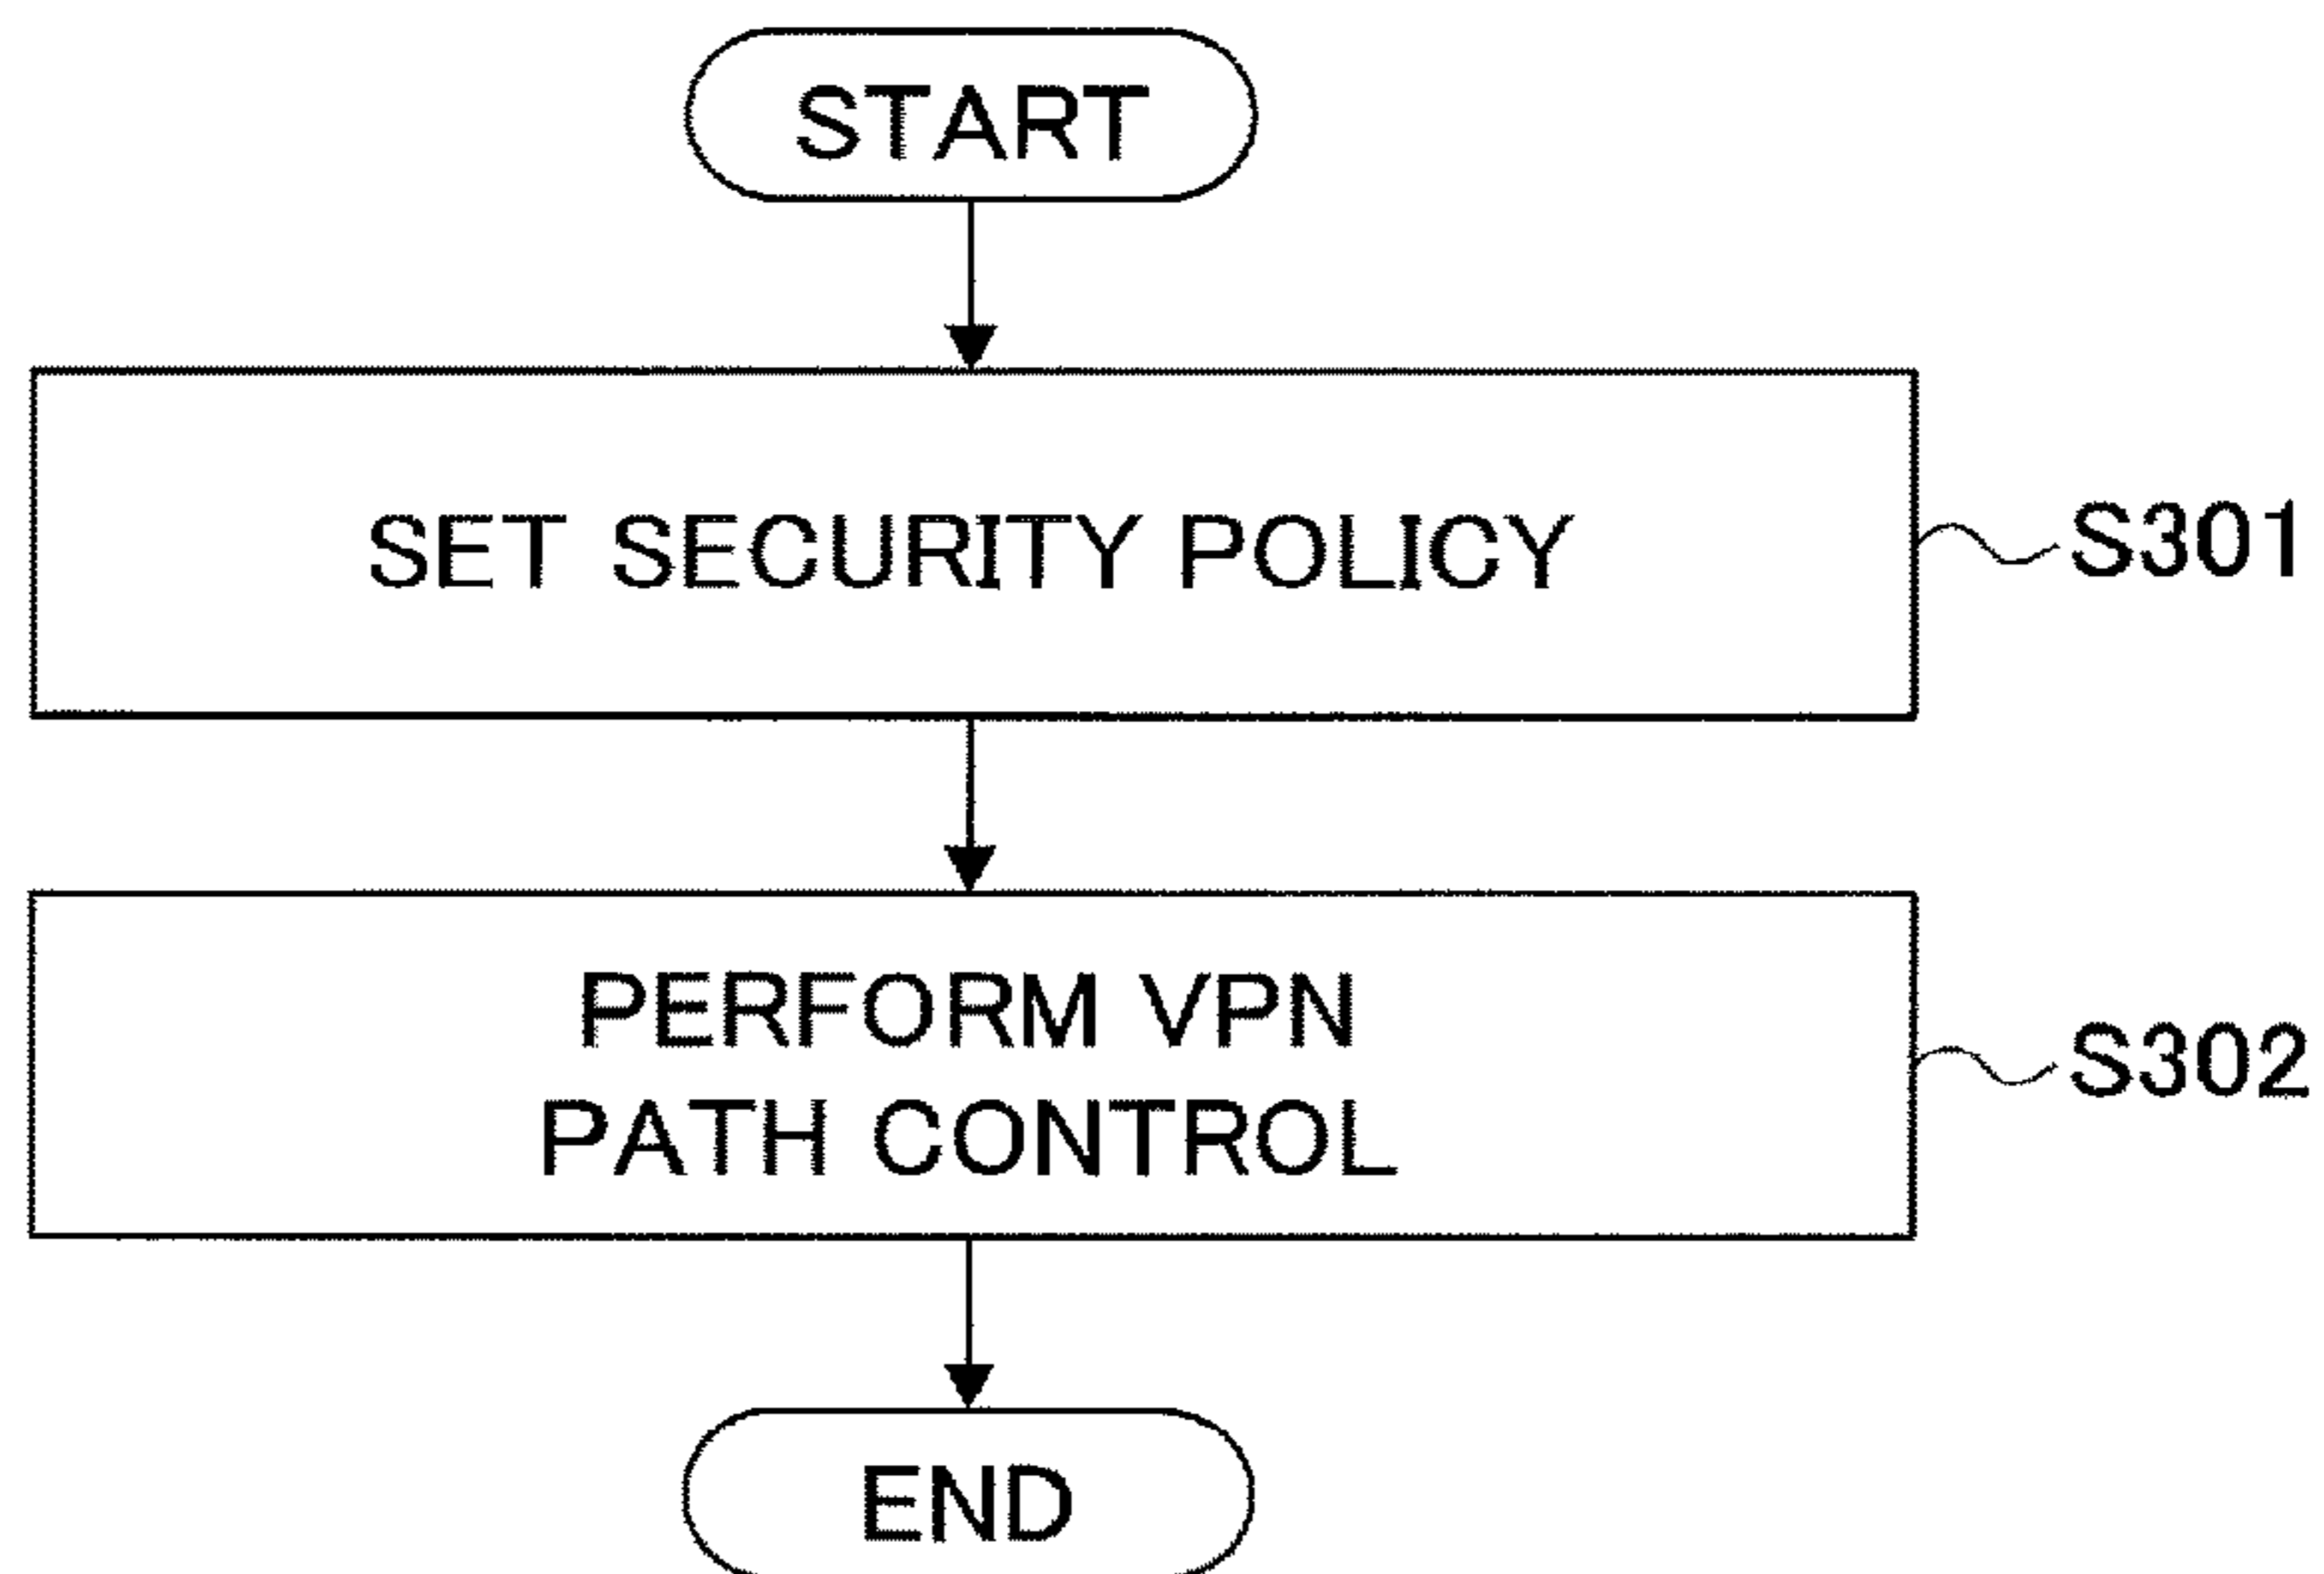 START
SET SECURITY POLICY
S301
PERFORM VPN
PATH CONTROL
S302
END